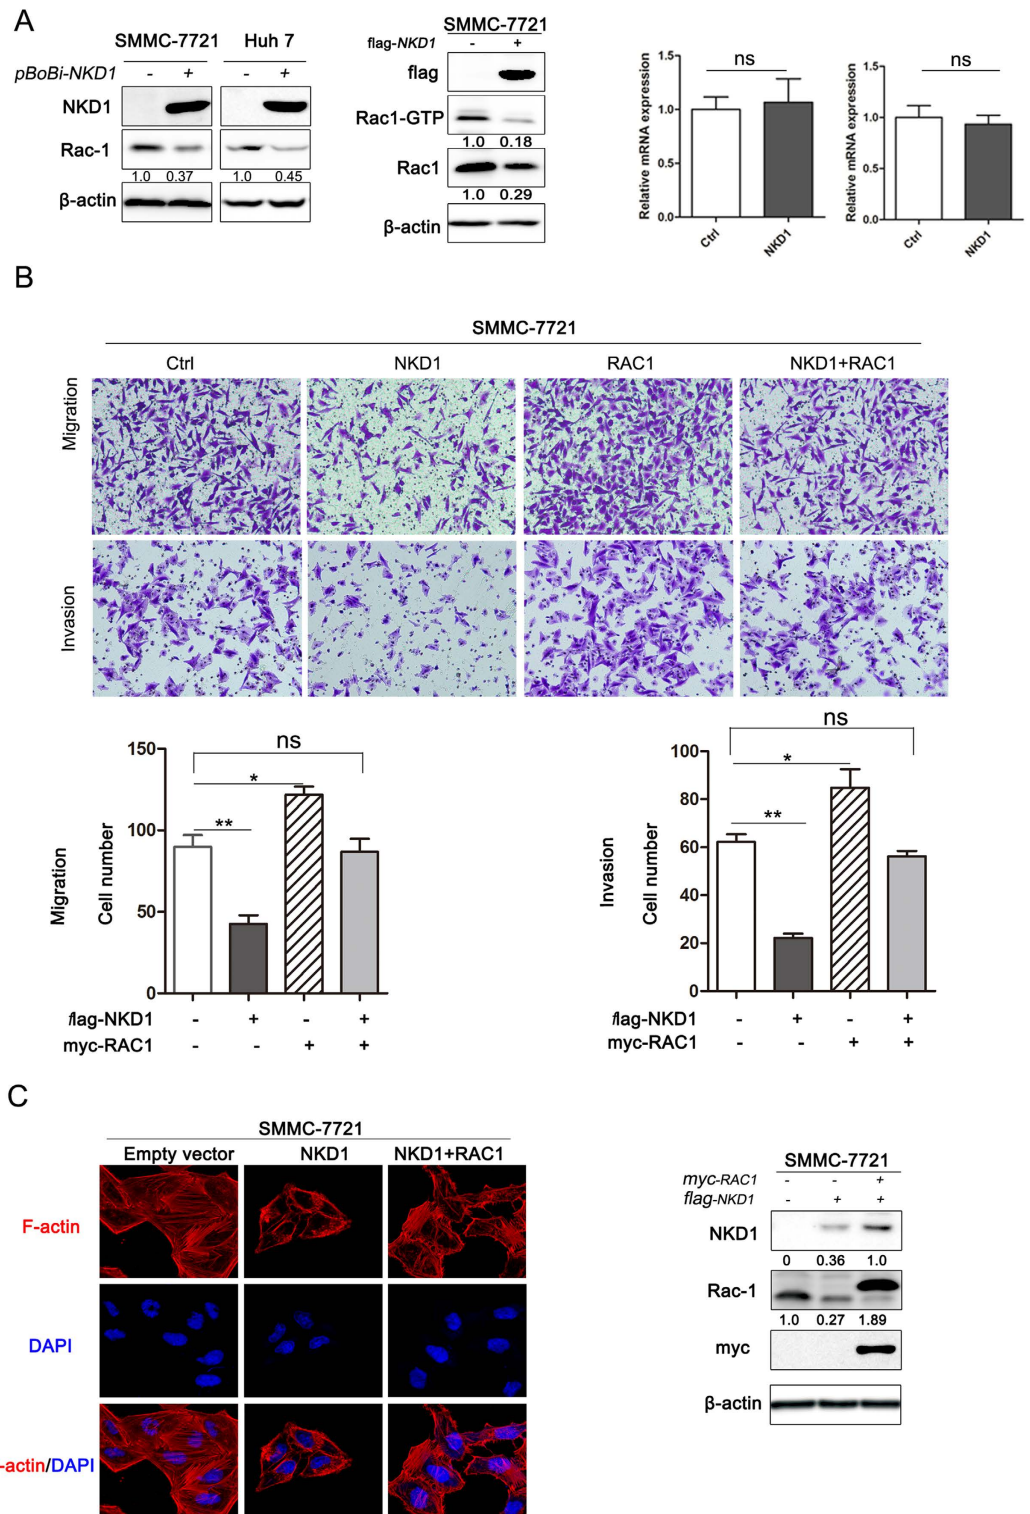 A
SMMC-7721 Huh 7
pBoBi-NKD1 - + - +
NKD1
Rac-1
1.0 0.37 1.0 0.45
β-actin
SMMC-7721
flag-NKD1 - +
flag
Rac1-GTP
1.0 0.18
Rac1
1.0 0.29
β-actin
Relative mRNA expression
1.5
1.0
0.5
0.0
ns
Ctrl
NKD1
Relative mRNA expression
1.5
1.0
0.5
0.0
ns
Ctrl
NKD1
B
SMMC-7721
Ctrl NKD1 RAC1 NKD1+RAC1
Migration
Invasion
Migration
Cell number
150
100
50
0
ns
*
**
flag-NKD1 - + - +
myc-RAC1 - - + +
Invasion
Cell number
100
80
60
40
20
0
ns
*
**
flag-NKD1 - + - +
myc-RAC1 - - + +
C
SMMC-7721
Empty vector NKD1 NKD1+RAC1
F-actin
DAPI
-actin/DAPI
SMMC-7721
myc-RAC1 - - +
flag-NKD1 - + +
NKD1
0 0.36 1.0
Rac-1
1.0 0.27 1.89
myc
β-actin